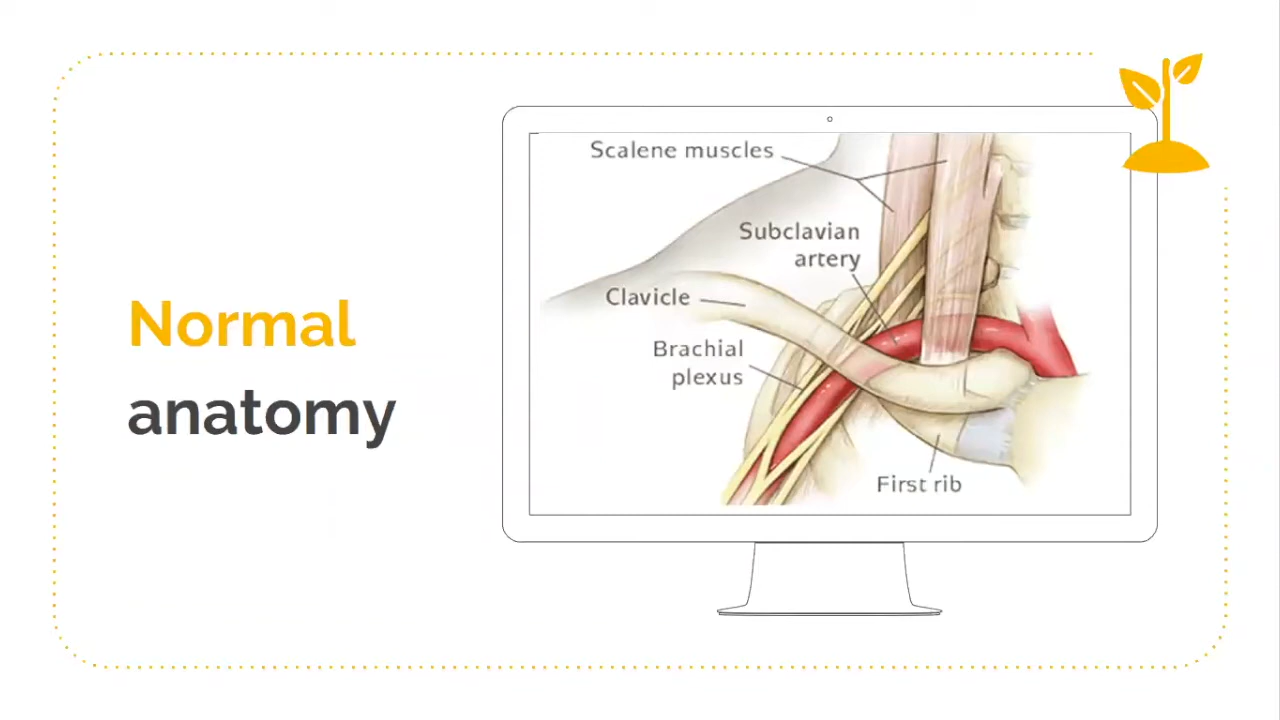 Normal
anatomy
Scalene muscles
Subclavian
artery
Clavicle
Brachial
plexus
First rib